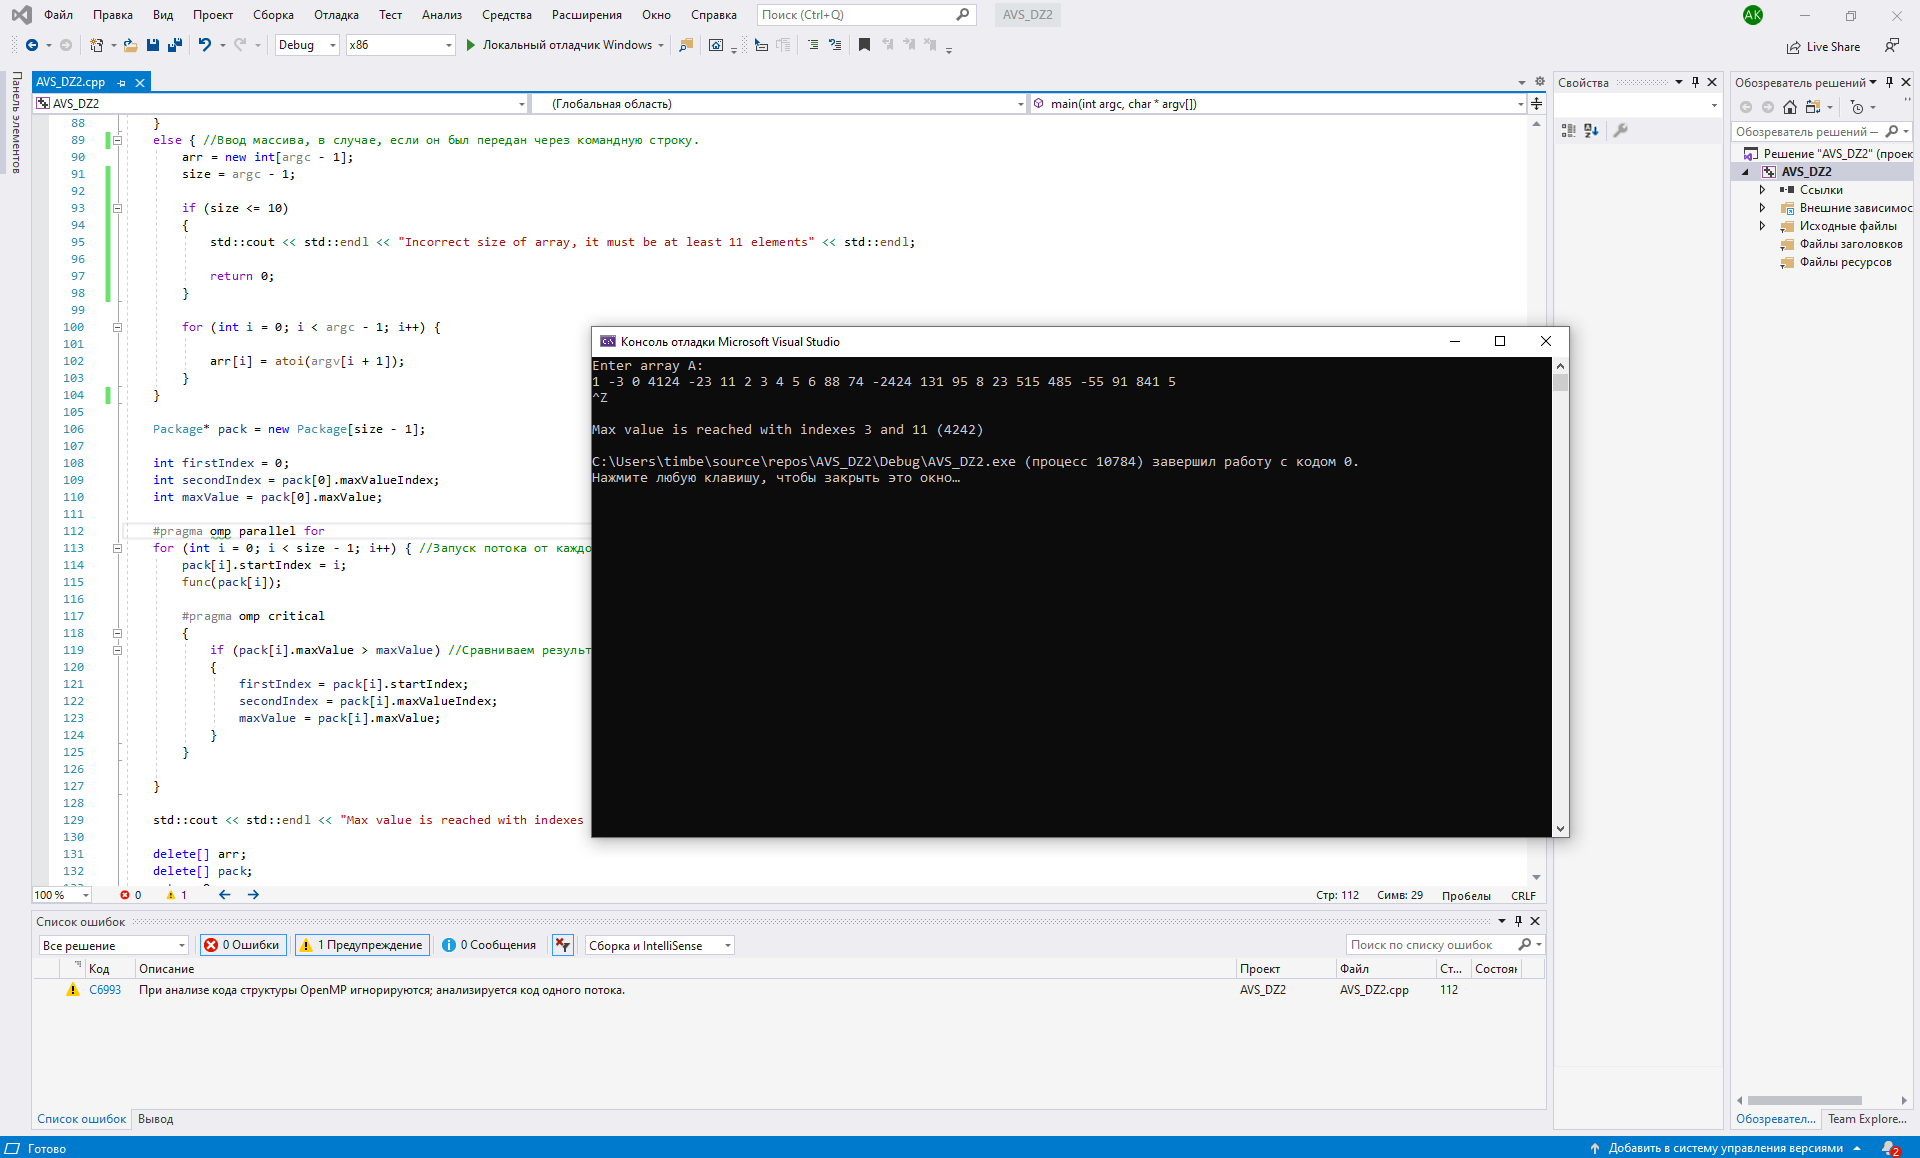 Файл Правка Вид Проект Сборка Отладка Тест Анализ Средства Расширения Окно Справка Поиск (Ctrl+Q) AVS_DZ2 AK
Debug x86 Локальный отладчик Windows Live Share
Панель элементов
AVS_DZ2.cpp
AVS_DZ2 (Глобальная область) main(int argc, char * argv[])
88 }
89 else { //Ввод массива, в случае, если он был передан через командную строку.
90 arr = new int[argc - 1];
91 size = argc - 1;
92
93 if (size <= 10)
94 {
95 std::cout << std::endl << "Incorrect size of array, it must be at least 11 elements" << std::endl;
96
97 return 0;
98 }
99
100 for (int i = 0; i < argc - 1; i++) {
101
102 arr[i] = atoi(argv[i + 1]);
103 }
104 }
105
106 Package* pack = new Package[size - 1];
107
108 int firstIndex = 0;
109 int secondIndex = pack[0].maxValueIndex;
110 int maxValue = pack[0].maxValue;
111
112 #pragma omp parallel for
113 for (int i = 0; i < size - 1; i++) { //Запуск потока от каждо
114 pack[i].startIndex = i;
115 func(pack[i]);
116
117 #pragma omp critical
118 {
119 if (pack[i].maxValue > maxValue) //Сравниваем результ
120 {
121 firstIndex = pack[i].startIndex;
122 secondIndex = pack[i].maxValueIndex;
123 maxValue = pack[i].maxValue;
124 }
125 }
126
127 }
128
129 std::cout << std::endl << "Max value is reached with indexes
130
131 delete[] arr;
132 delete[] pack;
Консоль отладки Microsoft Visual Studio
Enter array A:
1 -3 0 4124 -23 11 2 3 4 5 6 88 74 -2424 131 95 8 23 515 485 -55 91 841 5
^Z
Max value is reached with indexes 3 and 11 (4242)
C:\Users\timbe\source\repos\AVS_DZ2\Debug\AVS_DZ2.exe (процесс 10784) завершил работу с кодом 0.
Нажмите любую клавишу, чтобы закрыть это окно…
100 % 0 1 Стр: 112 Симв: 29 Пробелы CRLF
Список ошибок
Все решение 0 Ошибки 1 Предупреждение 0 Сообщения Сборка и IntelliSense Поиск по списку ошибок
Код Описание Проект Файл Ст... Состоян
C6993 При анализе кода структуры OpenMP игнорируются; анализируется код одного потока. AVS_DZ2 AVS_DZ2.cpp 112
Список ошибок Вывод
Свойства
Обозреватель решений
Обозреватель решений —
Решение "AVS_DZ2" (проек
AVS_DZ2
Ссылки
Внешние зависимос
Исходные файлы
Файлы заголовков
Файлы ресурсов
Обозревател... Team Explore...
Готово Добавить в систему управления версиями 2